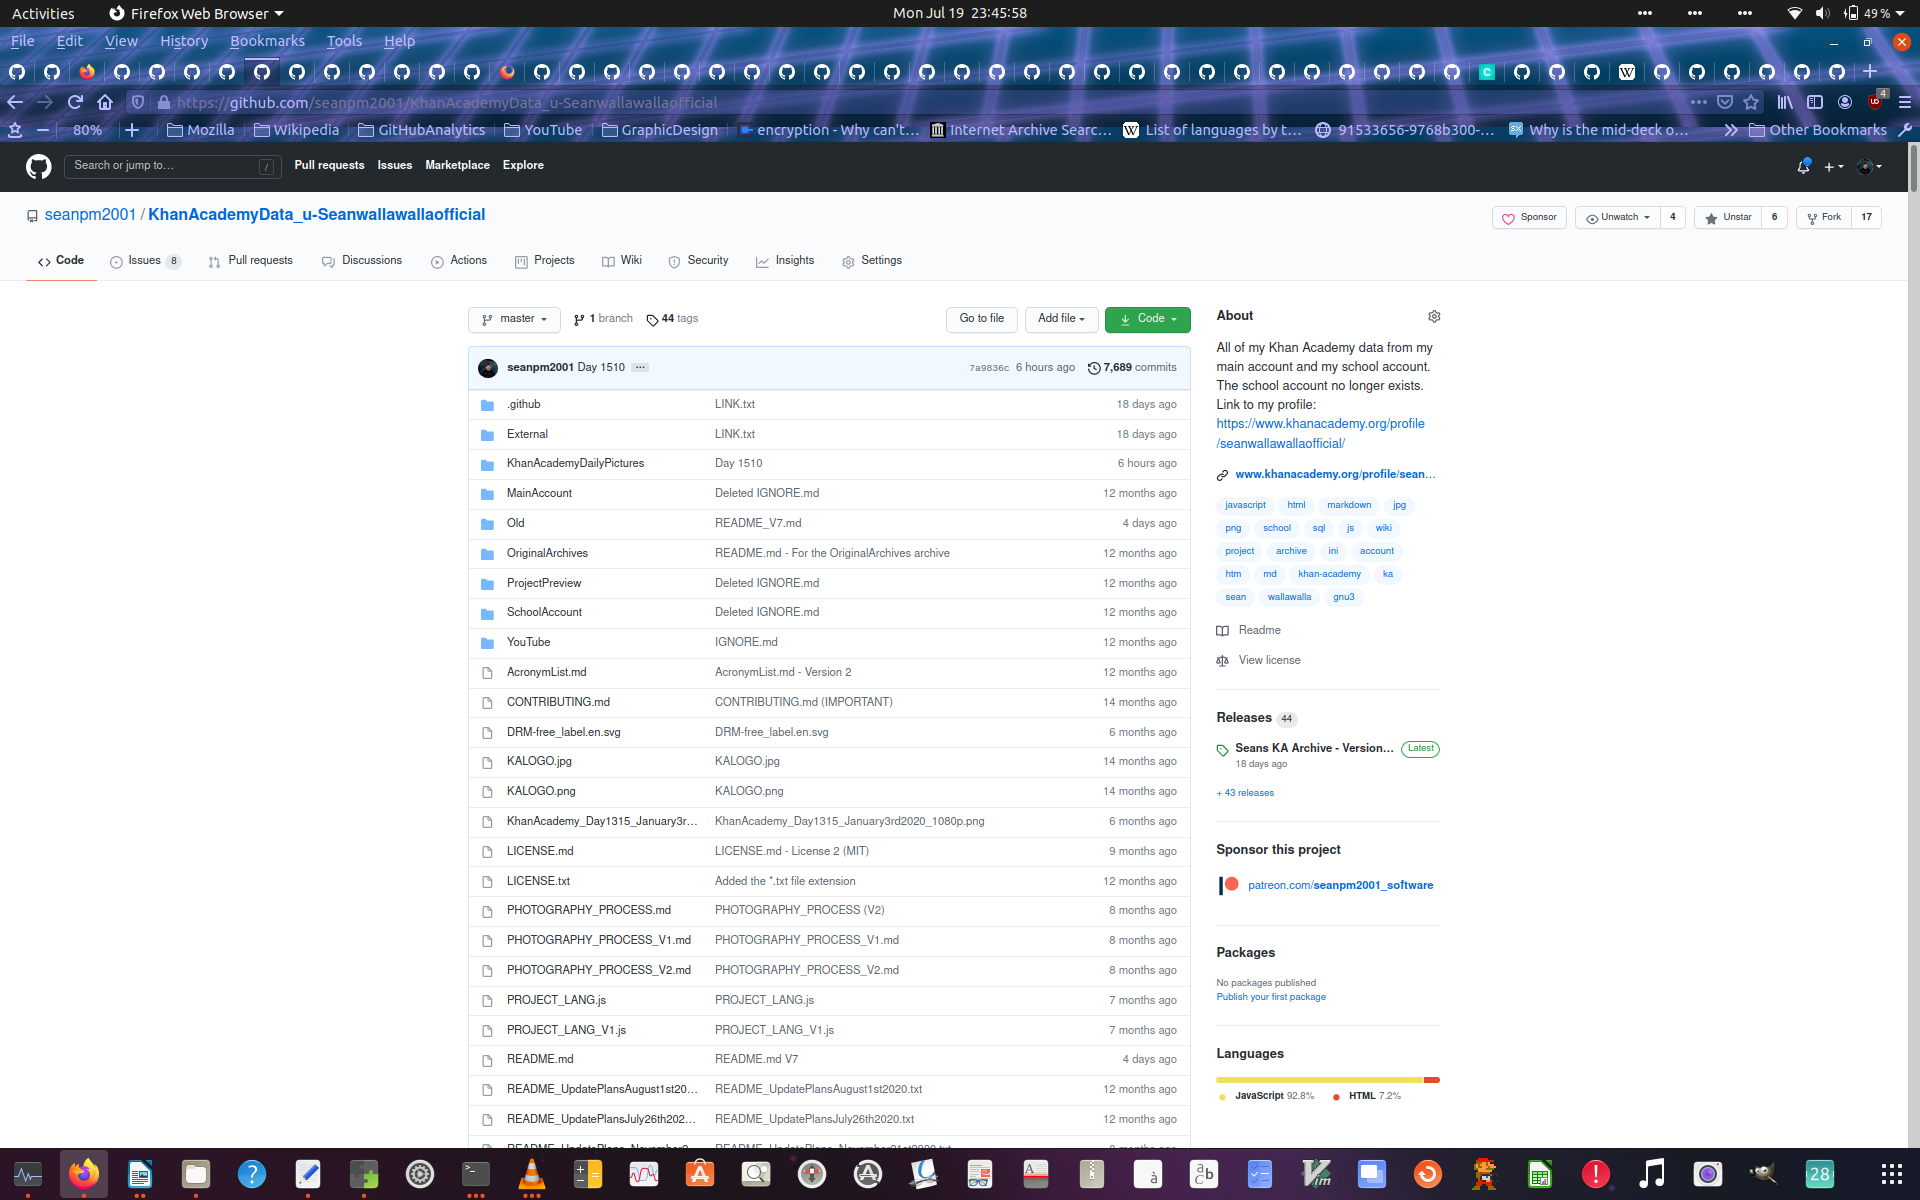 Activities
Firefox Web Browser
Mon Jul 19 23:45:58
49 %
File Edit View History Bookmarks Tools Help
https://github.com/seanpm2001/KhanAcademyData_u-Seanwallawallaofficial
4
80%
Mozilla
Wikipedia
GitHubAnalytics
YouTube
GraphicDesign
encryption - Why can't…
Internet Archive Searc…
List of languages by t…
91533656-9768b300-…
Why is the mid-deck o…
Other Bookmarks
Search or jump to…
/
Pull requests Issues Marketplace Explore
seanpm2001 / KhanAcademyData_u-Seanwallawallaofficial
Sponsor
Unwatch 4
Unstar 6
Fork 17
Code
Issues 8
Pull requests
Discussions
Actions
Projects
Wiki
Security
Insights
Settings
master
1 branch
44 tags
Go to file
Add file
Code
seanpm2001 Day 1510 ...
7a9836c 6 hours ago
7,689 commits
.github LINK.txt 18 days ago
External LINK.txt 18 days ago
KhanAcademyDailyPictures Day 1510 6 hours ago
MainAccount Deleted IGNORE.md 12 months ago
Old README_V7.md 4 days ago
OriginalArchives README.md - For the OriginalArchives archive 12 months ago
ProjectPreview Deleted IGNORE.md 12 months ago
SchoolAccount Deleted IGNORE.md 12 months ago
YouTube IGNORE.md 12 months ago
AcronymList.md AcronymList.md - Version 2 12 months ago
CONTRIBUTING.md CONTRIBUTING.md (IMPORTANT) 14 months ago
DRM-free_label.en.svg DRM-free_label.en.svg 6 months ago
KALOGO.jpg KALOGO.jpg 14 months ago
KALOGO.png KALOGO.png 14 months ago
KhanAcademy_Day1315_January3r… KhanAcademy_Day1315_January3rd2020_1080p.png 6 months ago
LICENSE.md LICENSE.md - License 2 (MIT) 9 months ago
LICENSE.txt Added the *.txt file extension 12 months ago
PHOTOGRAPHY_PROCESS.md PHOTOGRAPHY_PROCESS (V2) 8 months ago
PHOTOGRAPHY_PROCESS_V1.md PHOTOGRAPHY_PROCESS_V1.md 8 months ago
PHOTOGRAPHY_PROCESS_V2.md PHOTOGRAPHY_PROCESS_V2.md 8 months ago
PROJECT_LANG.js PROJECT_LANG.js 7 months ago
PROJECT_LANG_V1.js PROJECT_LANG_V1.js 7 months ago
README.md README.md V7 4 days ago
README_UpdatePlansAugust1st20… README_UpdatePlansAugust1st2020.txt 12 months ago
README_UpdatePlansJuly26th202… README_UpdatePlansJuly26th2020.txt 12 months ago
About
All of my Khan Academy data from my
main account and my school account.
The school account no longer exists.
Link to my profile:
https://www.khanacademy.org/profile
/seanwallawallaofficial/
www.khanacademy.org/profile/sean…
javascript html markdown jpg
png school sql js wiki
project archive ini account
htm md khan-academy ka
sean wallawalla gnu3
Readme
View license
Releases 44
Seans KA Archive - Version… Latest
18 days ago
+ 43 releases
Sponsor this project
patreon.com/seanpm2001_software
Packages
No packages published
Publish your first package
Languages
JavaScript 92.8% HTML 7.2%
28